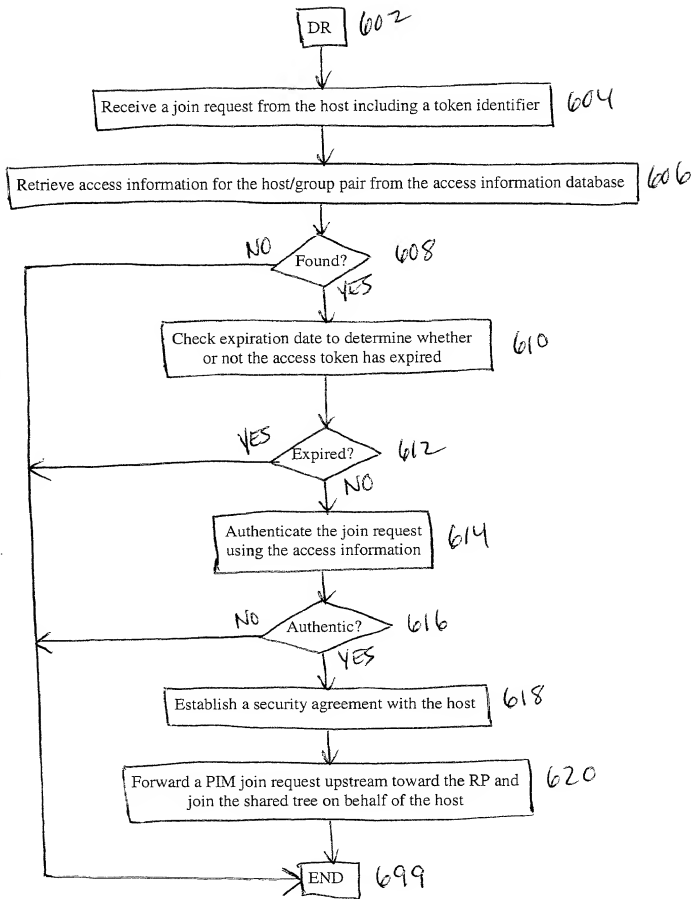 DR 602
Receive a join request from the host including a token identifier 604
Retrieve access information for the host/group pair from the access information database 606
NO Found? 608
YES
Check expiration date to determine whether
or not the access token has expired 610
YES Expired? 612
NO
Authenticate the join request
using the access information 614
NO Authentic? 616
YES
Establish a security agreement with the host 618
Forward a PIM join request upstream toward the RP and
join the shared tree on behalf of the host 620
END 699